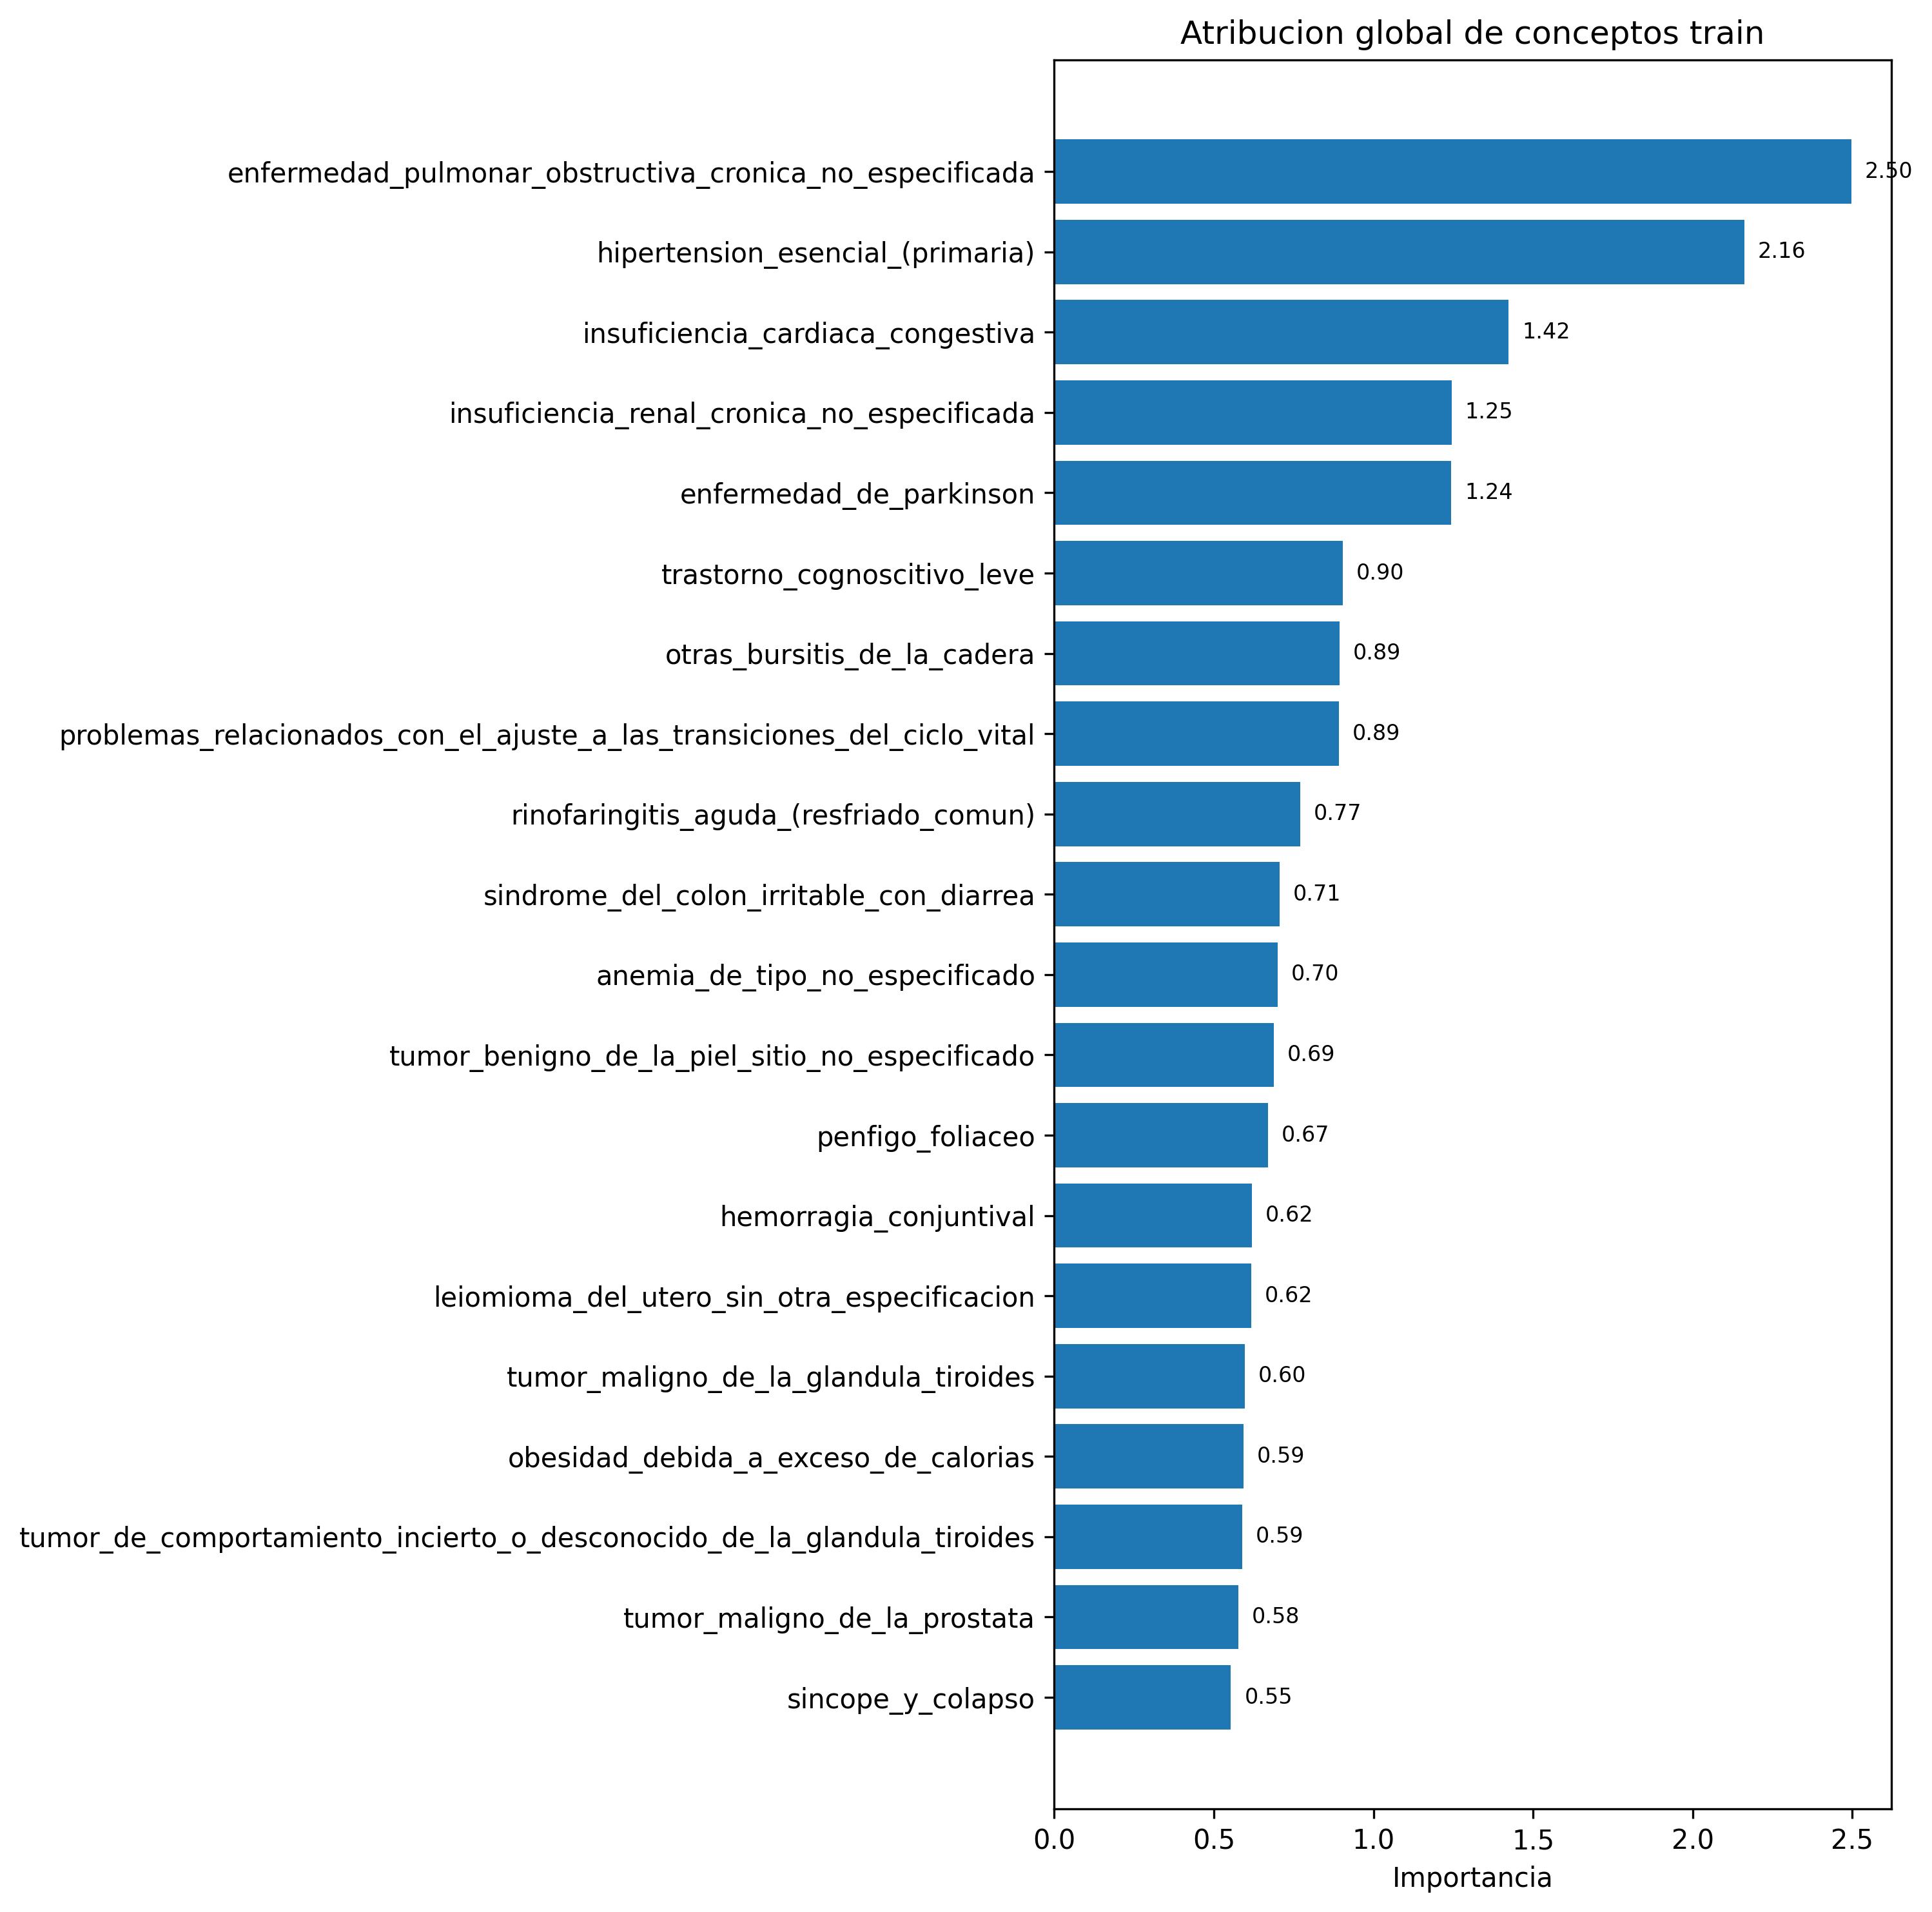 Atribucion global de conceptos train
enfermedad_pulmonar_obstructiva_cronica_no_especificada 2.50
hipertension_esencial_(primaria) 2.16
insuficiencia_cardiaca_congestiva 1.42
insuficiencia_renal_cronica_no_especificada 1.25
enfermedad_de_parkinson 1.24
trastorno_cognoscitivo_leve 0.90
otras_bursitis_de_la_cadera 0.89
problemas_relacionados_con_el_ajuste_a_las_transiciones_del_ciclo_vital 0.89
rinofaringitis_aguda_(resfriado_comun) 0.77
sindrome_del_colon_irritable_con_diarrea 0.71
anemia_de_tipo_no_especificado 0.70
tumor_benigno_de_la_piel_sitio_no_especificado 0.69
penfigo_foliaceo 0.67
hemorragia_conjuntival 0.62
leiomioma_del_utero_sin_otra_especificacion 0.62
tumor_maligno_de_la_glandula_tiroides 0.60
obesidad_debida_a_exceso_de_calorias 0.59
tumor_de_comportamiento_incierto_o_desconocido_de_la_glandula_tiroides 0.59
tumor_maligno_de_la_prostata 0.58
sincope_y_colapso 0.55
0.0 0.5 1.0 1.5 2.0 2.5
Importancia